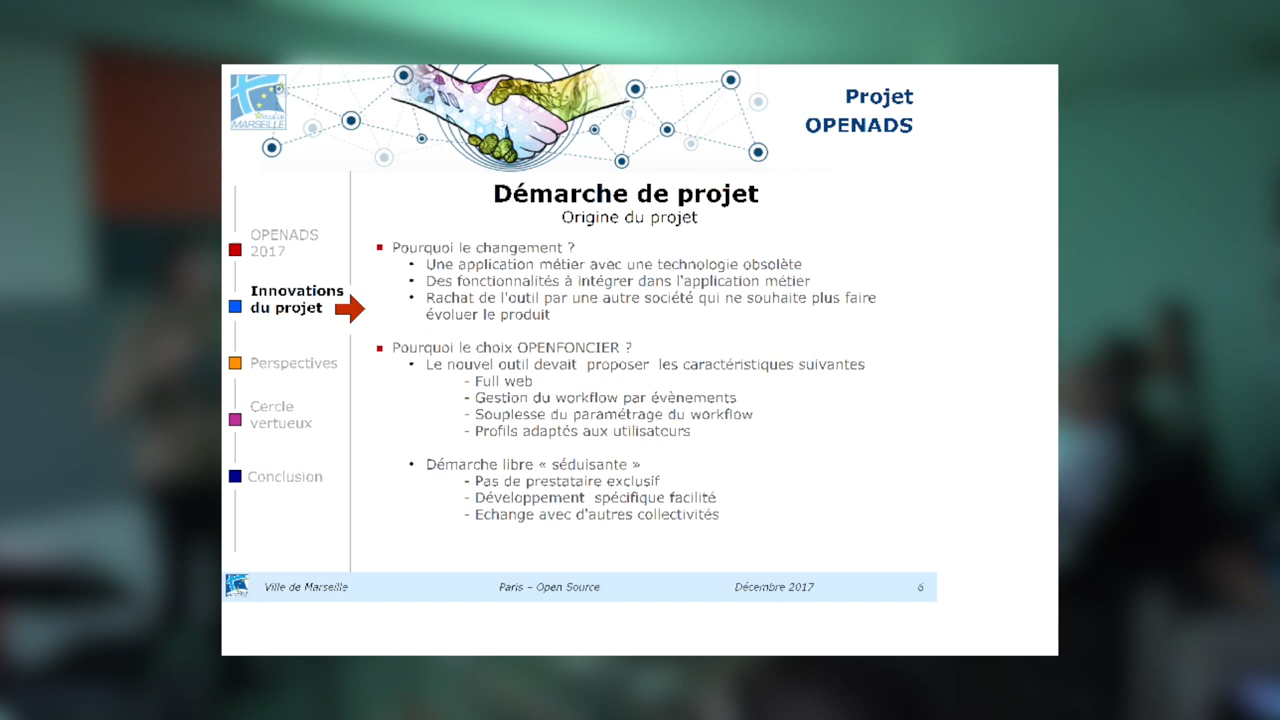 MARSEILLE
Projet
OPENADS
Démarche de projet
Origine du projet
OPENADS
2017
Innovations
du projet
Perspectives
Cercle
vertueux
Conclusion
▪ Pourquoi le changement ?
• Une application métier avec une technologie obsolète
• Des fonctionnalités à intégrer dans l'application métier
• Rachat de l'outil par une autre société qui ne souhaite plus faire
évoluer le produit
▪ Pourquoi le choix OPENFONCIER ?
• Le nouvel outil devait proposer les caractéristiques suivantes
- Full web
- Gestion du workflow par évènements
- Souplesse du paramétrage du workflow
- Profils adaptés aux utilisateurs
• Démarche libre « séduisante »
- Pas de prestataire exclusif
- Développement spécifique facilité
- Echange avec d'autres collectivités
Ville de Marseille
Paris – Open Source
Décembre 2017
6